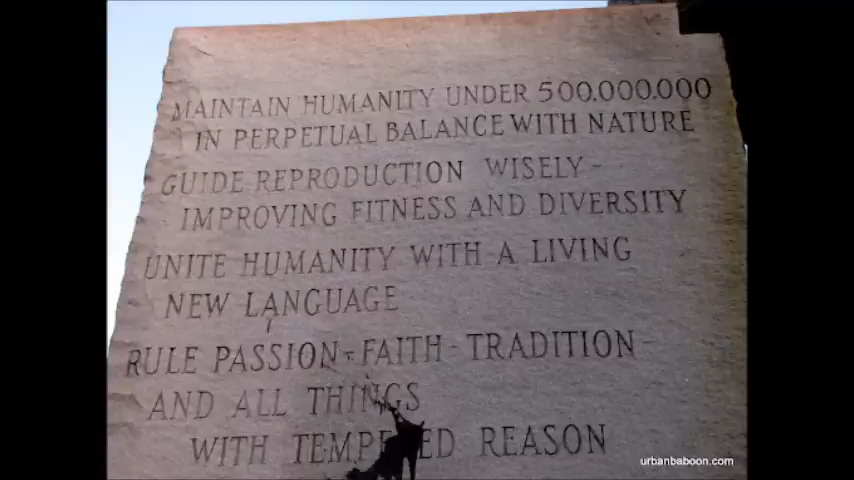 MAINTAIN HUMANITY UNDER 500,000,000
IN PERPETUAL BALANCE WITH NATURE
GUIDE REPRODUCTION WISELY-
IMPROVING FITNESS AND DIVERSITY
UNITE HUMANITY WITH A LIVING
NEW LANGUAGE
RULE PASSION-FAITH-TRADITION-
AND ALL THINGS
WITH TEMPERED REASON
urbanbaboon.com